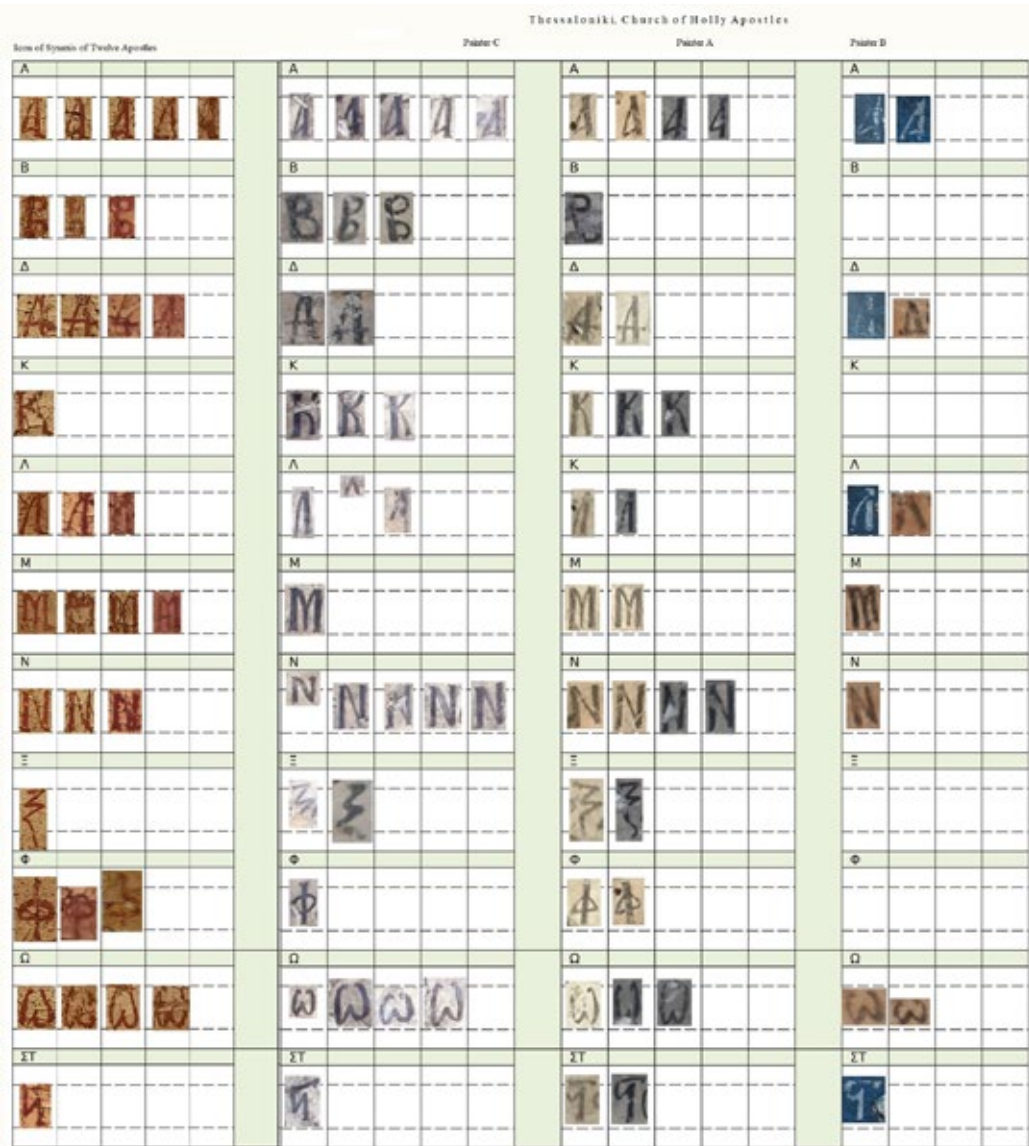 Thessaloniki, Church of Holly Apostles
Icon of Synaxis of Twelve Apostles Painter C Painter A Painter B
Α Α Α Α
Β Β Β Β
Δ Δ Δ Δ
Κ Κ Κ Κ
Λ Λ Κ Λ
Μ Μ Μ Μ
Ν Ν Ν Ν
Ξ Ξ Ξ Ξ
Φ Φ Φ Φ
Ω Ω Ω Ω
ΣΤ ΣΤ ΣΤ ΣΤ